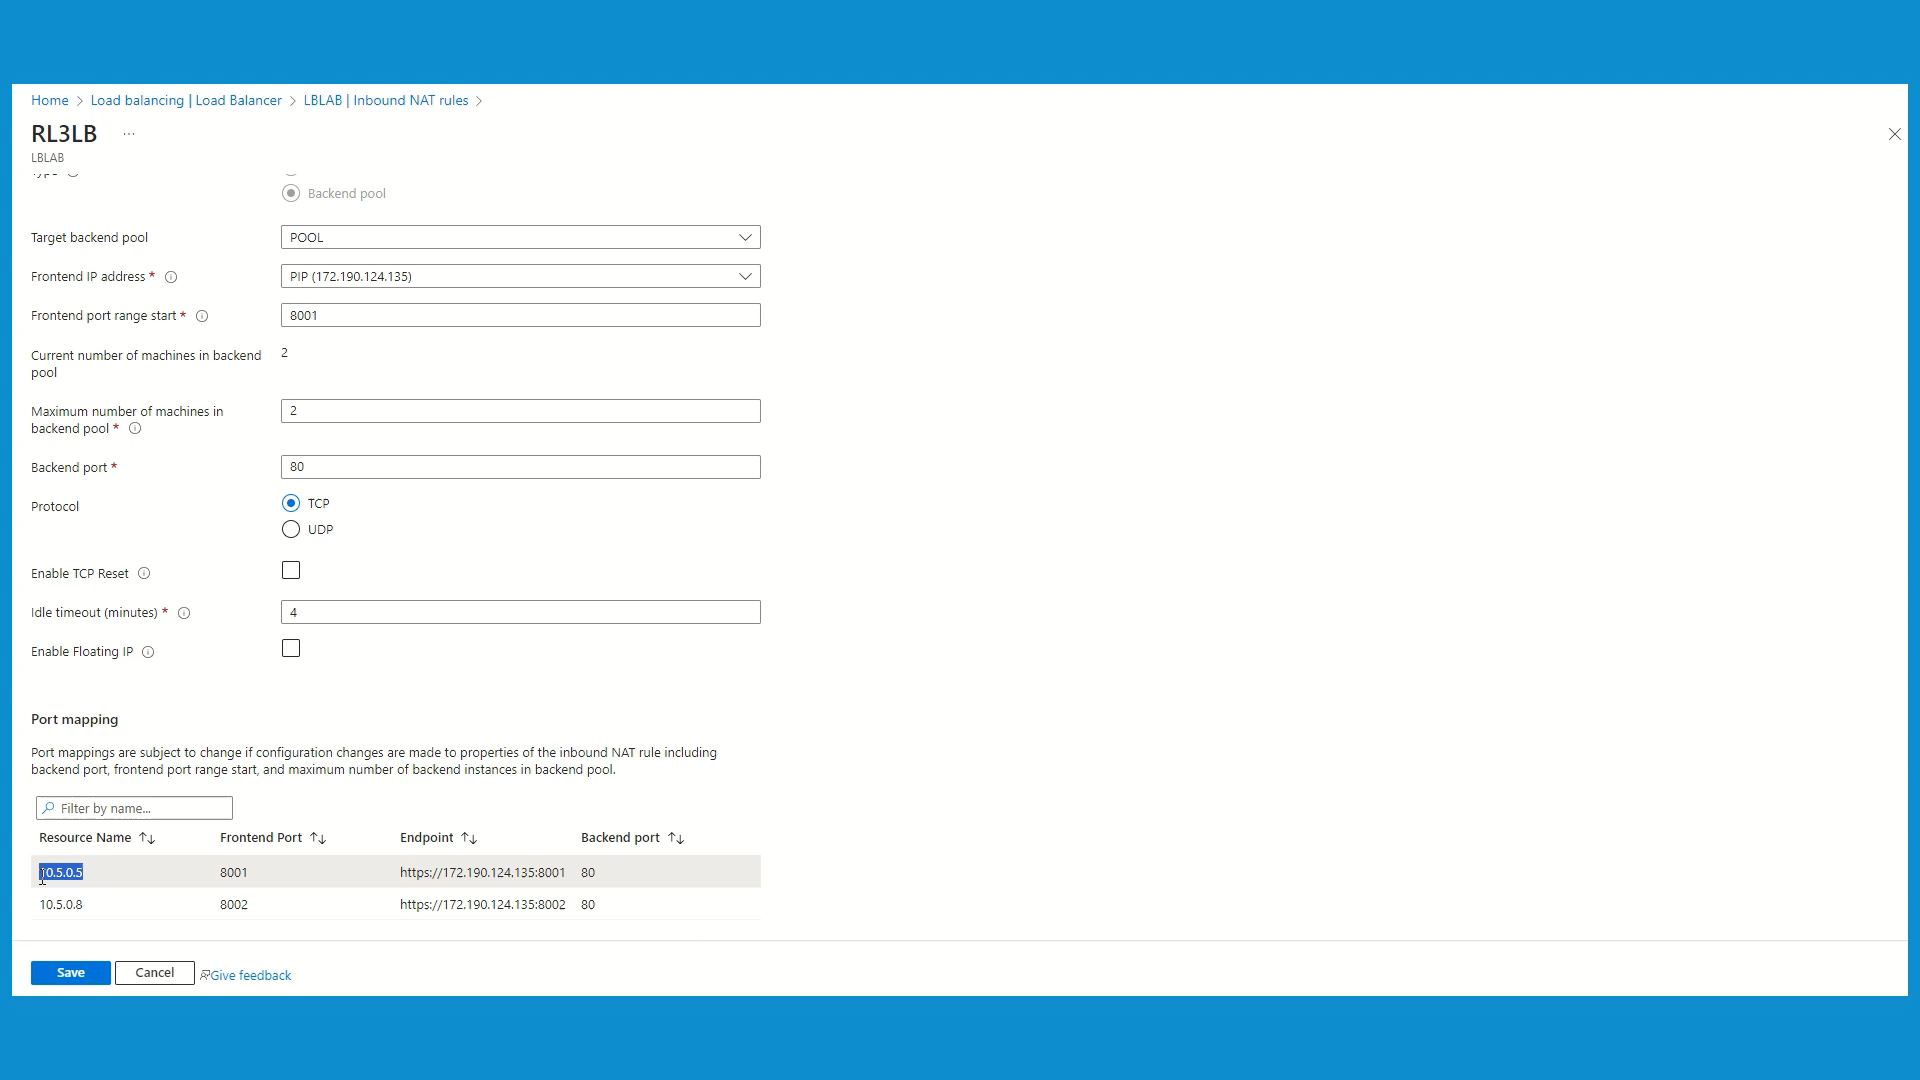 Home > Load balancing | Load Balancer > LBLAB | Inbound NAT rules >
RL3LB ...
LBLAB
Backend pool
Target backend pool POOL
Frontend IP address * PIP (172.190.124.135)
Frontend port range start * 8001
Current number of machines in backend 2
pool
Maximum number of machines in 2
backend pool *
Backend port * 80
Protocol TCP
UDP
Enable TCP Reset
Idle timeout (minutes) * 4
Enable Floating IP
Port mapping
Port mappings are subject to change if configuration changes are made to properties of the inbound NAT rule including
backend port, frontend port range start, and maximum number of backend instances in backend pool.
Filter by name...
Resource Name Frontend Port Endpoint Backend port
10.5.0.5 8001 https://172.190.124.135:8001 80
10.5.0.8 8002 https://172.190.124.135:8002 80
Save Cancel Give feedback